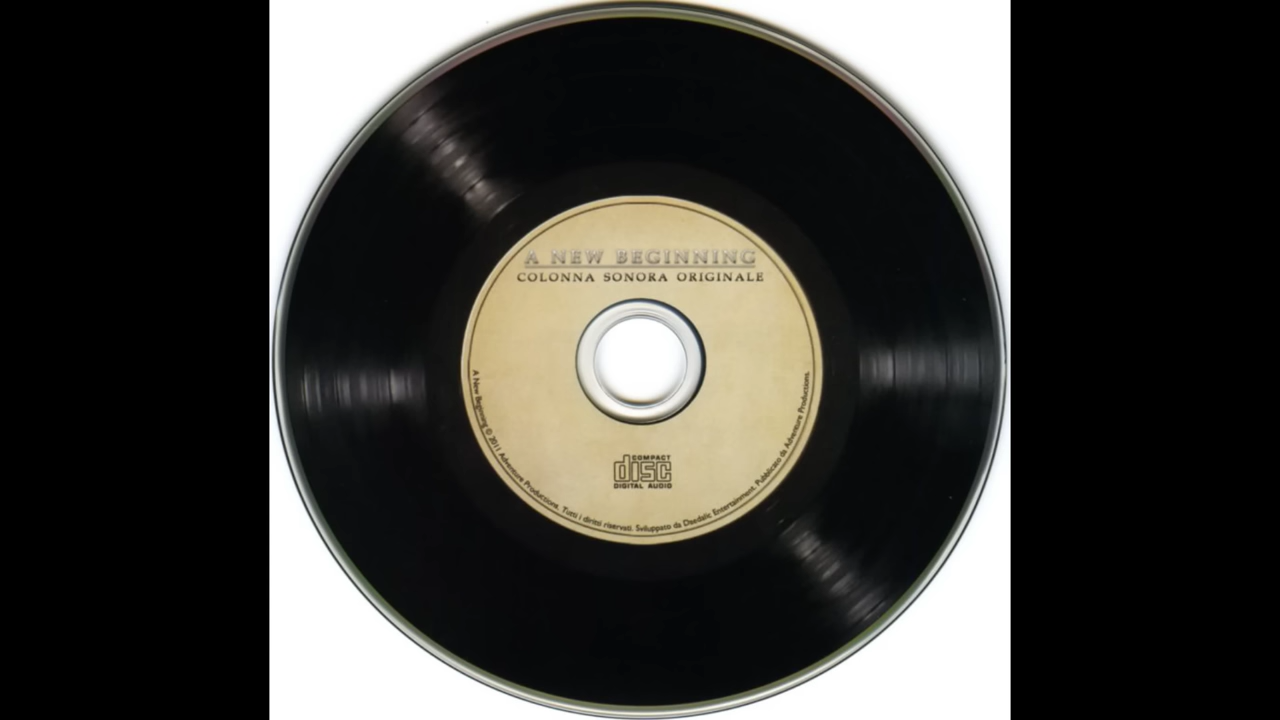 A NEW BEGINNING
COLONNA SONORA ORIGINALE
COMPACT
disc
DIGITAL AUDIO
A New Beginning © 2011 Adventure Productions. Tutti i diritti riservati. Sviluppato da Daedalic Entertainment. Pubblicato da Adventure Productions.